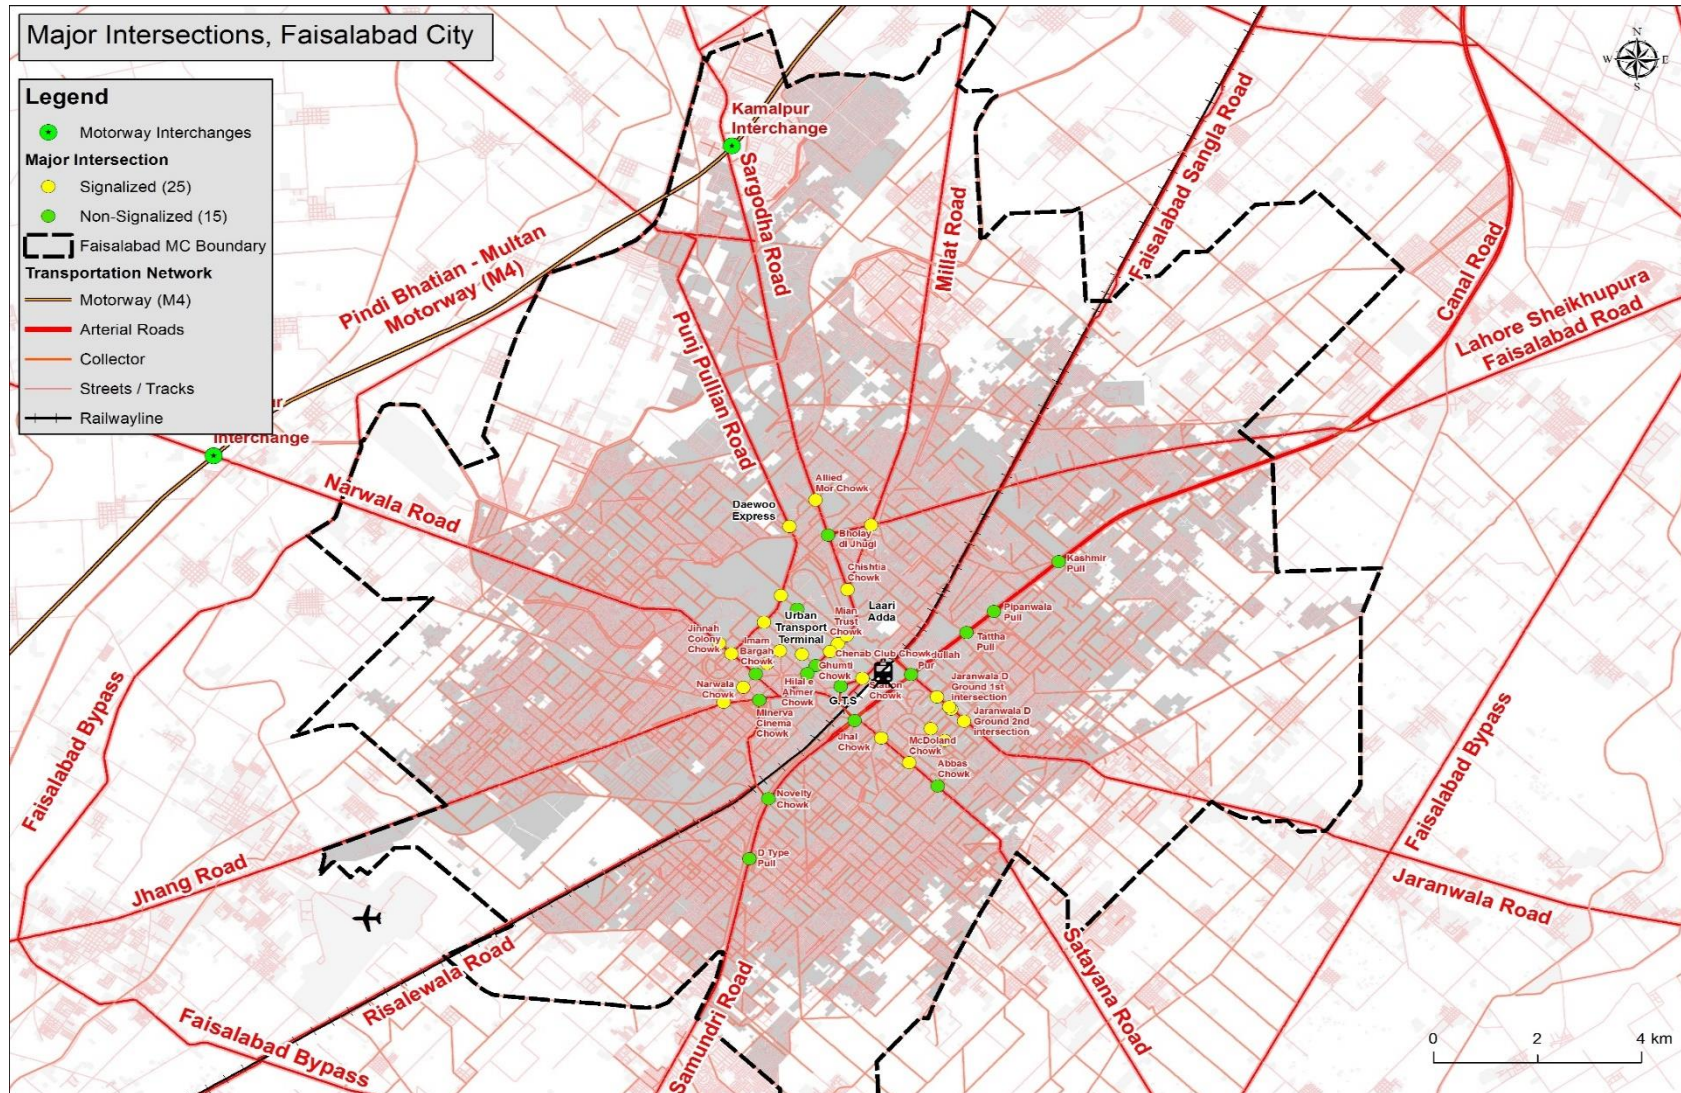 Major Intersections, Faisalabad City
Legend
Motorway Interchanges
Major Intersection
Signalized (25)
Non-Signalized (15)
Faisalabad MC Boundary
Transportation Network
Motorway (M4)
Arterial Roads
Collector
Streets / Tracks
Railwayline
N
W
E
S
Kamalpur
Interchange
Sargodha Road
Millat Road
Faisalabad Sangla Road
Canal Road
Lahore Sheikhupura
Faisalabad Road
Pindi Bhatian - Multan
Motorway (M4)
Punj Pullian Road
Interchange
Narwala Road
Allied
Mor Chowk
Daewoo
Express
Bholay
di Jhugi
Kashmir
Pull
Chishtia
Chowk
Laari
Adda
Mian
Trust
Chowk
Urban
Transport
Terminal
Pipanwala
Pull
Tattha
Pull
Jinnah
Colony
Chowk
Imam
Bargah
Chowk
Chenab Club Chowk
dullah
Pur
Ghumti
Chowk
Narwala
Chowk
Hilal e
Ahmer
Chowk
Station
Chowk
G.T.S
Jaranwala D
Ground 1st
intersection
Jaranwala D
Ground 2nd
intersection
Minerva
Cinema
Chowk
Jhal
Chowk
McDoland
Chowk
Abbas
Chowk
Novelty
Chowk
D Type
Pull
Faisalabad Bypass
Faisalabad Bypass
Jhang Road
Jaranwala Road
Risalewala Road
Satayana Road
Samundri Road
Faisalabad Bypass
0 2 4 km